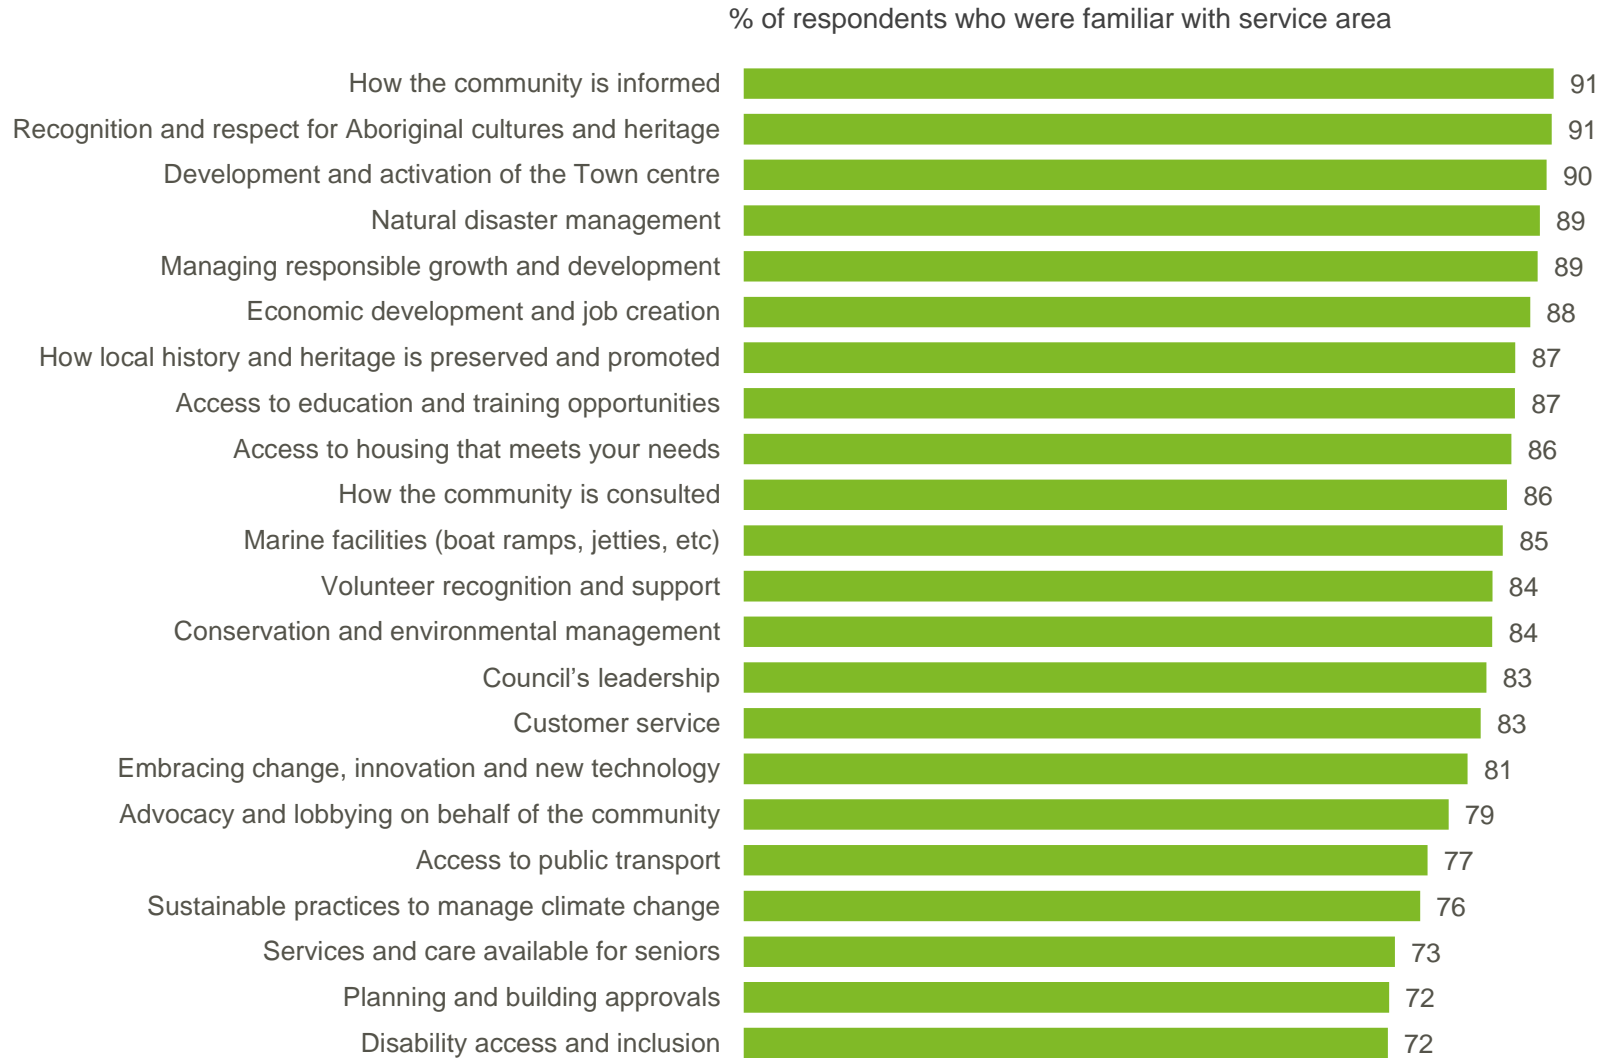 % of respondents who were familiar with service area
How the community is informed 91
Recognition and respect for Aboriginal cultures and heritage 91
Development and activation of the Town centre 90
Natural disaster management 89
Managing responsible growth and development 89
Economic development and job creation 88
How local history and heritage is preserved and promoted 87
Access to education and training opportunities 87
Access to housing that meets your needs 86
How the community is consulted 86
Marine facilities (boat ramps, jetties, etc) 85
Volunteer recognition and support 84
Conservation and environmental management 84
Council’s leadership 83
Customer service 83
Embracing change, innovation and new technology 81
Advocacy and lobbying on behalf of the community 79
Access to public transport 77
Sustainable practices to manage climate change 76
Services and care available for seniors 73
Planning and building approvals 72
Disability access and inclusion 72